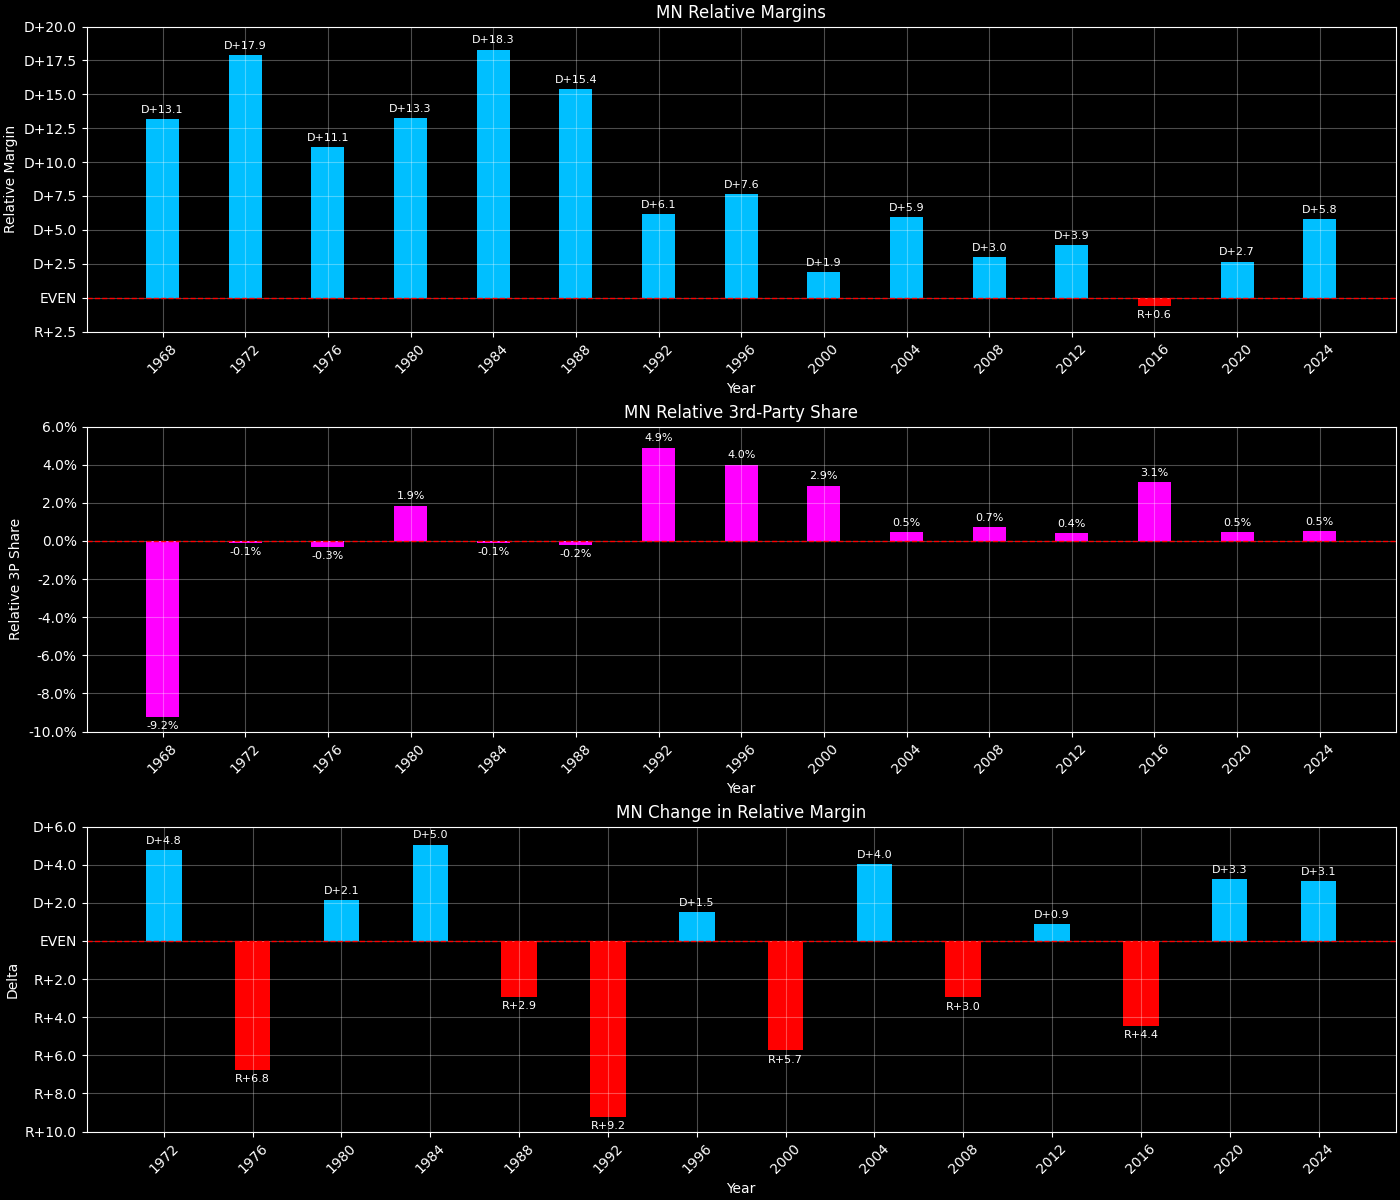 MN Relative Margins
Relative Margin
D+20.0
D+17.5
D+15.0
D+12.5
D+10.0
D+7.5
D+5.0
D+2.5
EVEN
R+2.5
D+13.1
D+17.9
D+11.1
D+13.3
D+18.3
D+15.4
D+6.1
D+7.6
D+1.9
D+5.9
D+3.0
D+3.9
R+0.6
D+2.7
D+5.8
1968 1972 1976 1980 1984 1988 1992 1996 2000 2004 2008 2012 2016 2020 2024
Year
MN Relative 3rd-Party Share
Relative 3P Share
6.0%
4.0%
2.0%
0.0%
-2.0%
-4.0%
-6.0%
-8.0%
-10.0%
-9.2%
-0.1%
-0.3%
1.9%
-0.1%
-0.2%
4.9%
4.0%
2.9%
0.5%
0.7%
0.4%
3.1%
0.5%
0.5%
1968 1972 1976 1980 1984 1988 1992 1996 2000 2004 2008 2012 2016 2020 2024
Year
MN Change in Relative Margin
Delta
D+6.0
D+4.0
D+2.0
EVEN
R+2.0
R+4.0
R+6.0
R+8.0
R+10.0
D+4.8
R+6.8
D+2.1
D+5.0
R+2.9
R+9.2
D+1.5
R+5.7
D+4.0
R+3.0
D+0.9
R+4.4
D+3.3
D+3.1
1972 1976 1980 1984 1988 1992 1996 2000 2004 2008 2012 2016 2020 2024
Year